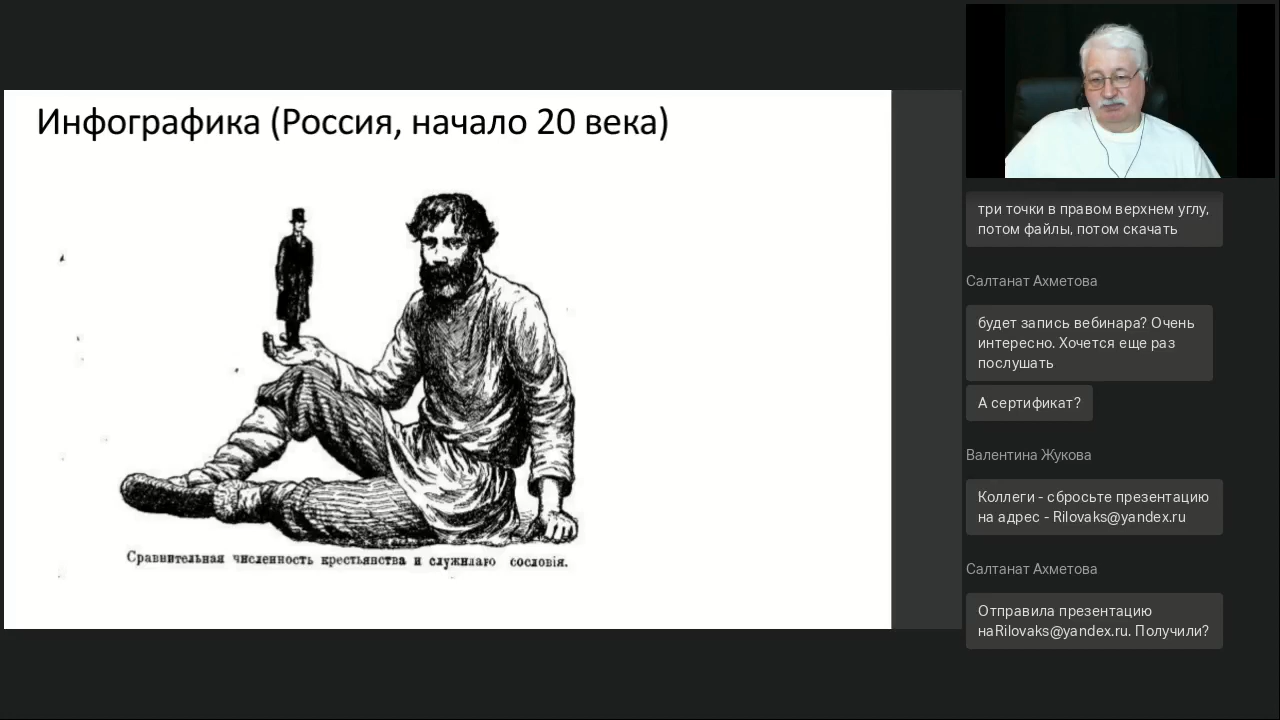 Инфографика (Россия, начало 20 века)
Сравнительная численность крестьянства и служилаго сословія.
три точки в правом верхнем углу,
потом файлы, потом скачать
Салтанат Ахметова
будет запись вебинара? Очень
интересно. Хочется еще раз
послушать
А сертификат?
Валентина Жукова
Коллеги - сбросьте презентацию
на адрес - Rilovaks@yandex.ru
Салтанат Ахметова
Отправила презентацию
наRilovaks@yandex.ru. Получили?